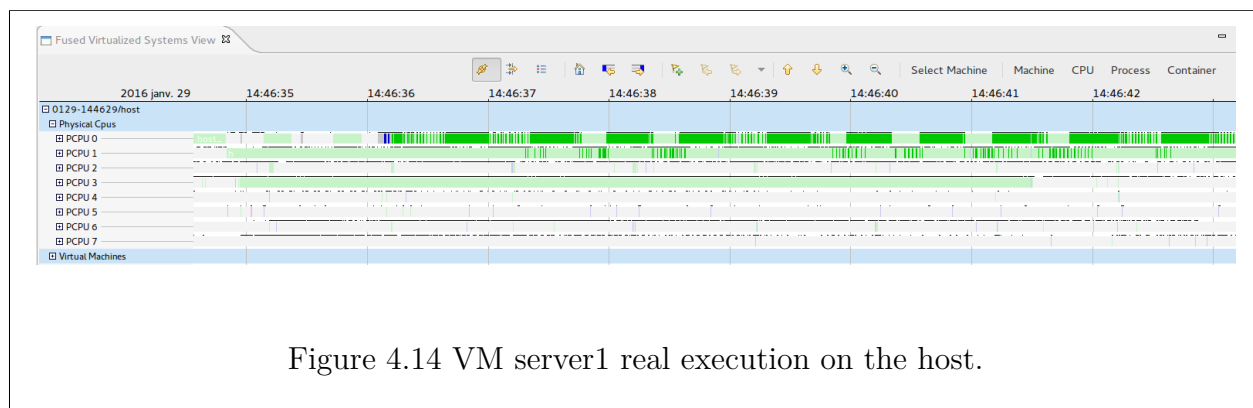 Fused Virtualized Systems View
Select Machine Machine CPU Process Container
2016 janv. 29 14:46:35 14:46:36 14:46:37 14:46:38 14:46:39 14:46:40 14:46:41 14:46:42
0129-144629/host
Physical Cpus
PCPU 0 host...
PCPU 1
PCPU 2
PCPU 3
PCPU 4
PCPU 5
PCPU 6
PCPU 7
Virtual Machines
Figure 4.14 VM server1 real execution on the host.